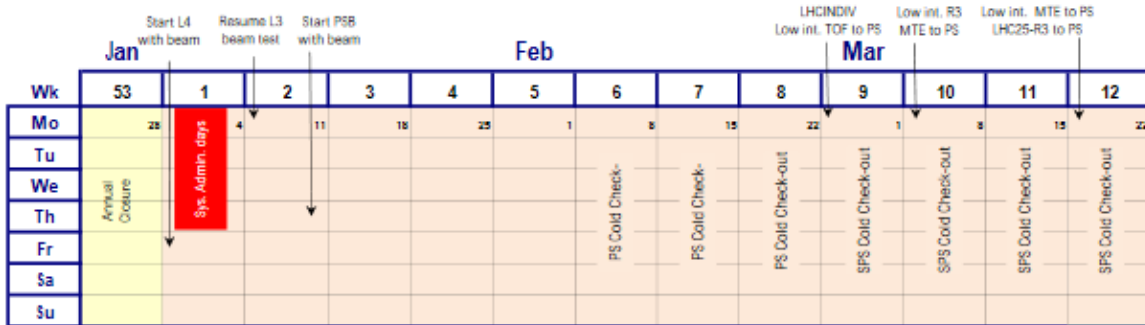 Start L4
with beam
Resume L3
beam test
Start PSB
with beam
LHCINDIV
Low int. TOF to PS
Low int. R3
MTE to PS
Low int. MTE to PS
LHC25-R3 to PS
Jan Feb Mar
Wk 53 1 2 3 4 5 6 7 8 9 10 11 12
Mo 28 4 11 18 25 1 8 15 22 1 8 15 22
Tu
We
Th
Fr
Sa
Su
Annual
Closure
Sys. Admin. days
PS Cold Check-
PS Cold Check-
PS Cold Check-out
SPS Cold Check-out
SPS Cold Check-out
SPS Cold Check-out
SPS Cold Check-out